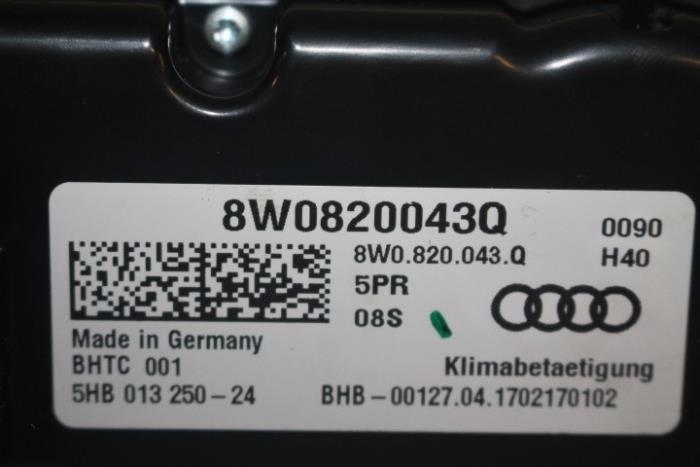 8W0820043Q
0090
8W0.820.043.Q
H40
5PR
08S
Made in Germany
BHTC 001
Klimabetaetigung
5HB 013 250-24
BHB-00127.04.1702170102